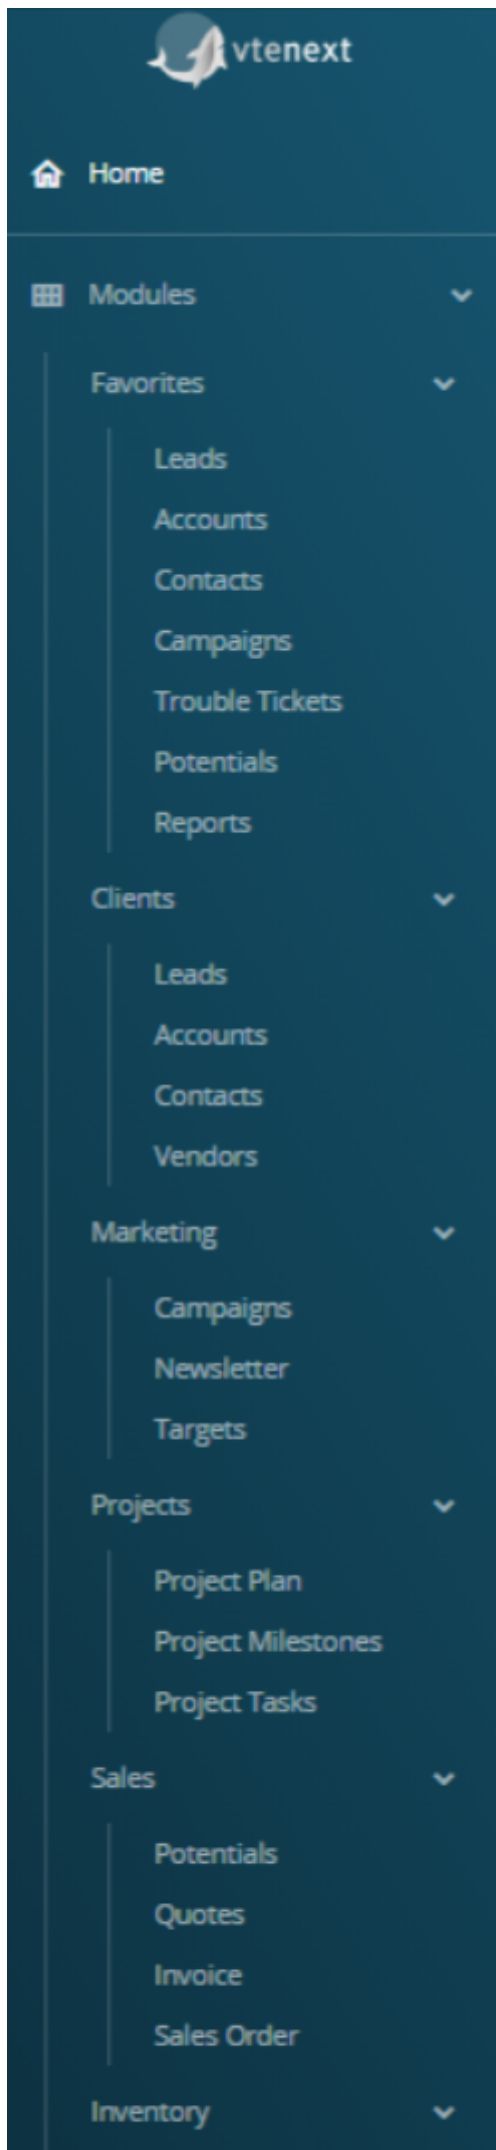 vtenext
Home
Modules
Favorites
Leads
Accounts
Contacts
Campaigns
Trouble Tickets
Potentials
Reports
Clients
Leads
Accounts
Contacts
Vendors
Marketing
Campaigns
Newsletter
Targets
Projects
Project Plan
Project Milestones
Project Tasks
Sales
Potentials
Quotes
Invoice
Sales Order
Inventory